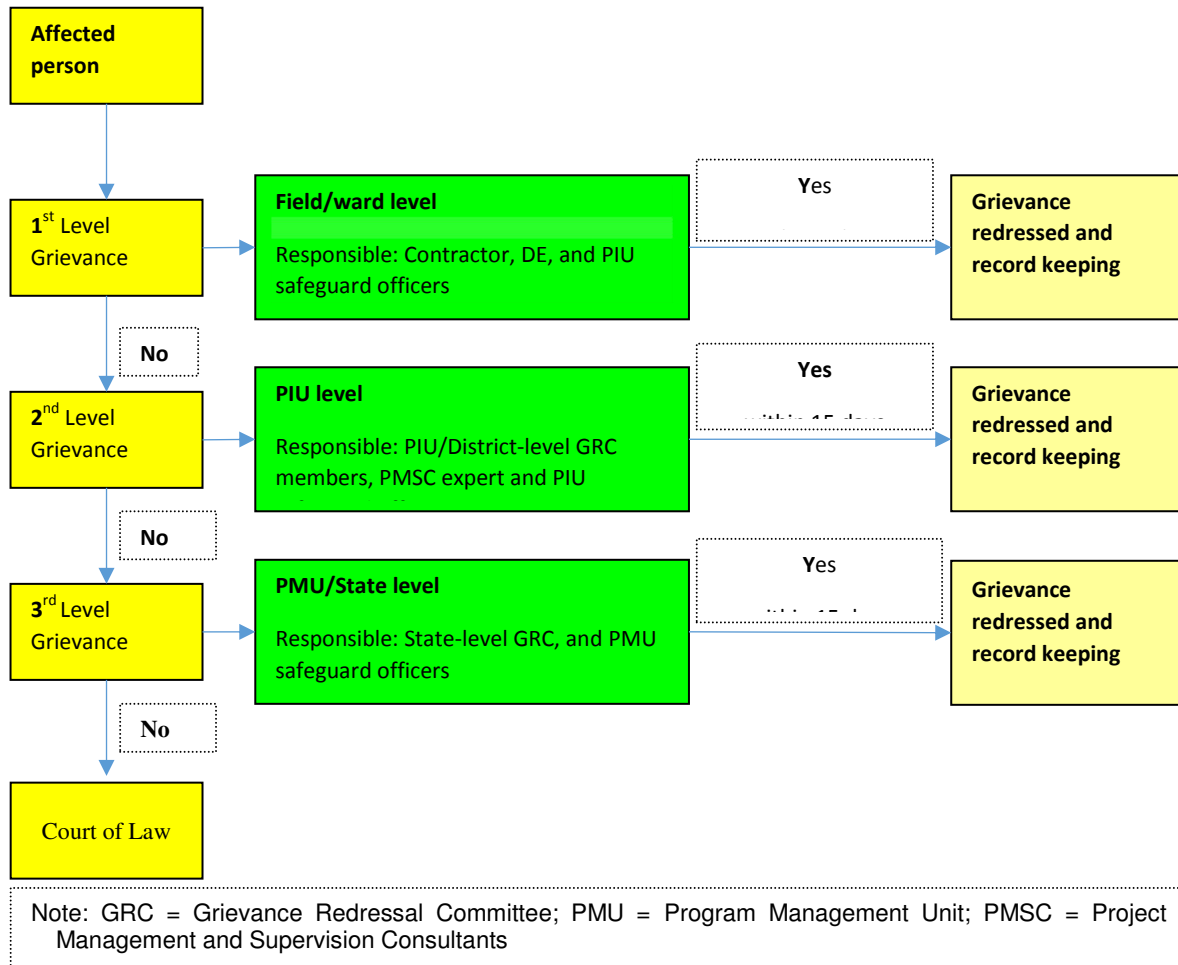 Affected
person
1st Level
Grievance
Field/ward level
Responsible: Contractor, DE, and PIU
safeguard officers
Yes
Grievance
redressed and
record keeping
No
2nd Level
Grievance
PIU level
Responsible: PIU/District-level GRC
members, PMSC expert and PIU
Yes
within 15 days
Grievance
redressed and
record keeping
No
3rd Level
Grievance
PMU/State level
Responsible: State-level GRC, and PMU
safeguard officers
Yes
Grievance
redressed and
record keeping
No
Court of Law
Note: GRC = Grievance Redressal Committee; PMU = Program Management Unit; PMSC = Project
Management and Supervision Consultants